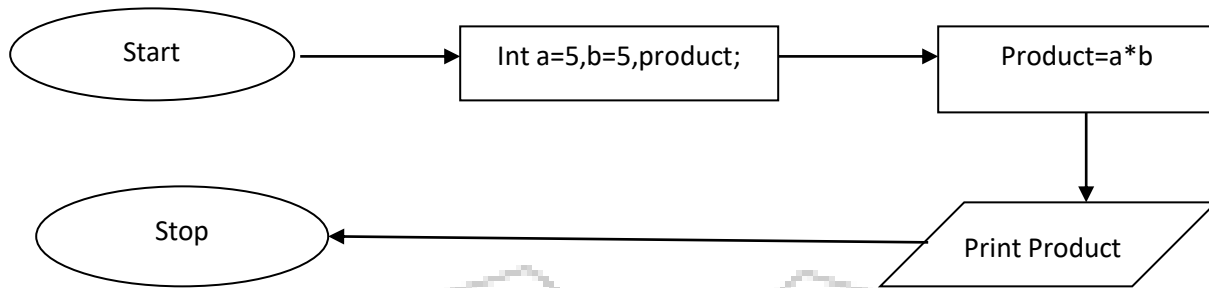 Start
Int a=5,b=5,product;
Product=a*b
Print Product
Stop